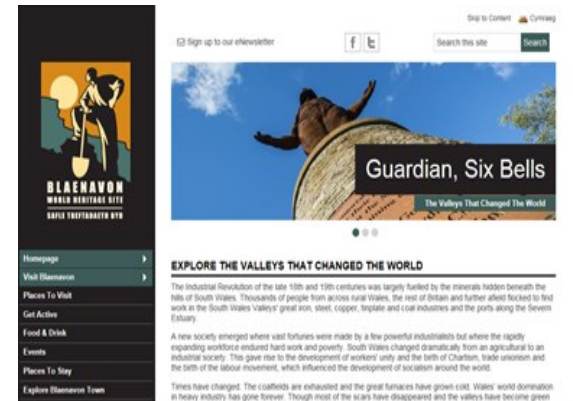 Skip to Content
Cymraeg
Sign up to our eNewsletter
Search this site
Search
BLAENAVON
WORLD HERITAGE SITE
SAFLE TREFTADAETH BYD
Guardian, Six Bells
The Valleys That Changed The World
Homepage
Visit Blaenavon
Places To Visit
Get Active
Food & Drink
Events
Places To Stay
Explore Blaenavon Town
EXPLORE THE VALLEYS THAT CHANGED THE WORLD
The Industrial Revolution of the late 18th and 19th centuries was largely fuelled by the minerals hidden beneath the
hills of South Wales. Thousands of people from across rural Wales, the rest of Britain and further afield flocked to find
work in the South Wales Valleys' great iron, steel, copper, tinplate and coal industries and the ports along the Severn
Estuary.
A new society emerged where vast fortunes were made by a few powerful industrialists but where the rapidly
expanding workforce endured hard work and poverty. South Wales changed dramatically from an agricultural to an
industrial society. This gave rise to the development of workers' unity and the birth of Chartism, trade unionism and
the birth of the labour movement, which influenced the development of socialism around the world.
Times have changed. The coalfields are exhausted and the great furnaces have grown cold. Wales' world domination
in heavy industry has gone forever. Though most of the scars have disappeared and the valleys have become green